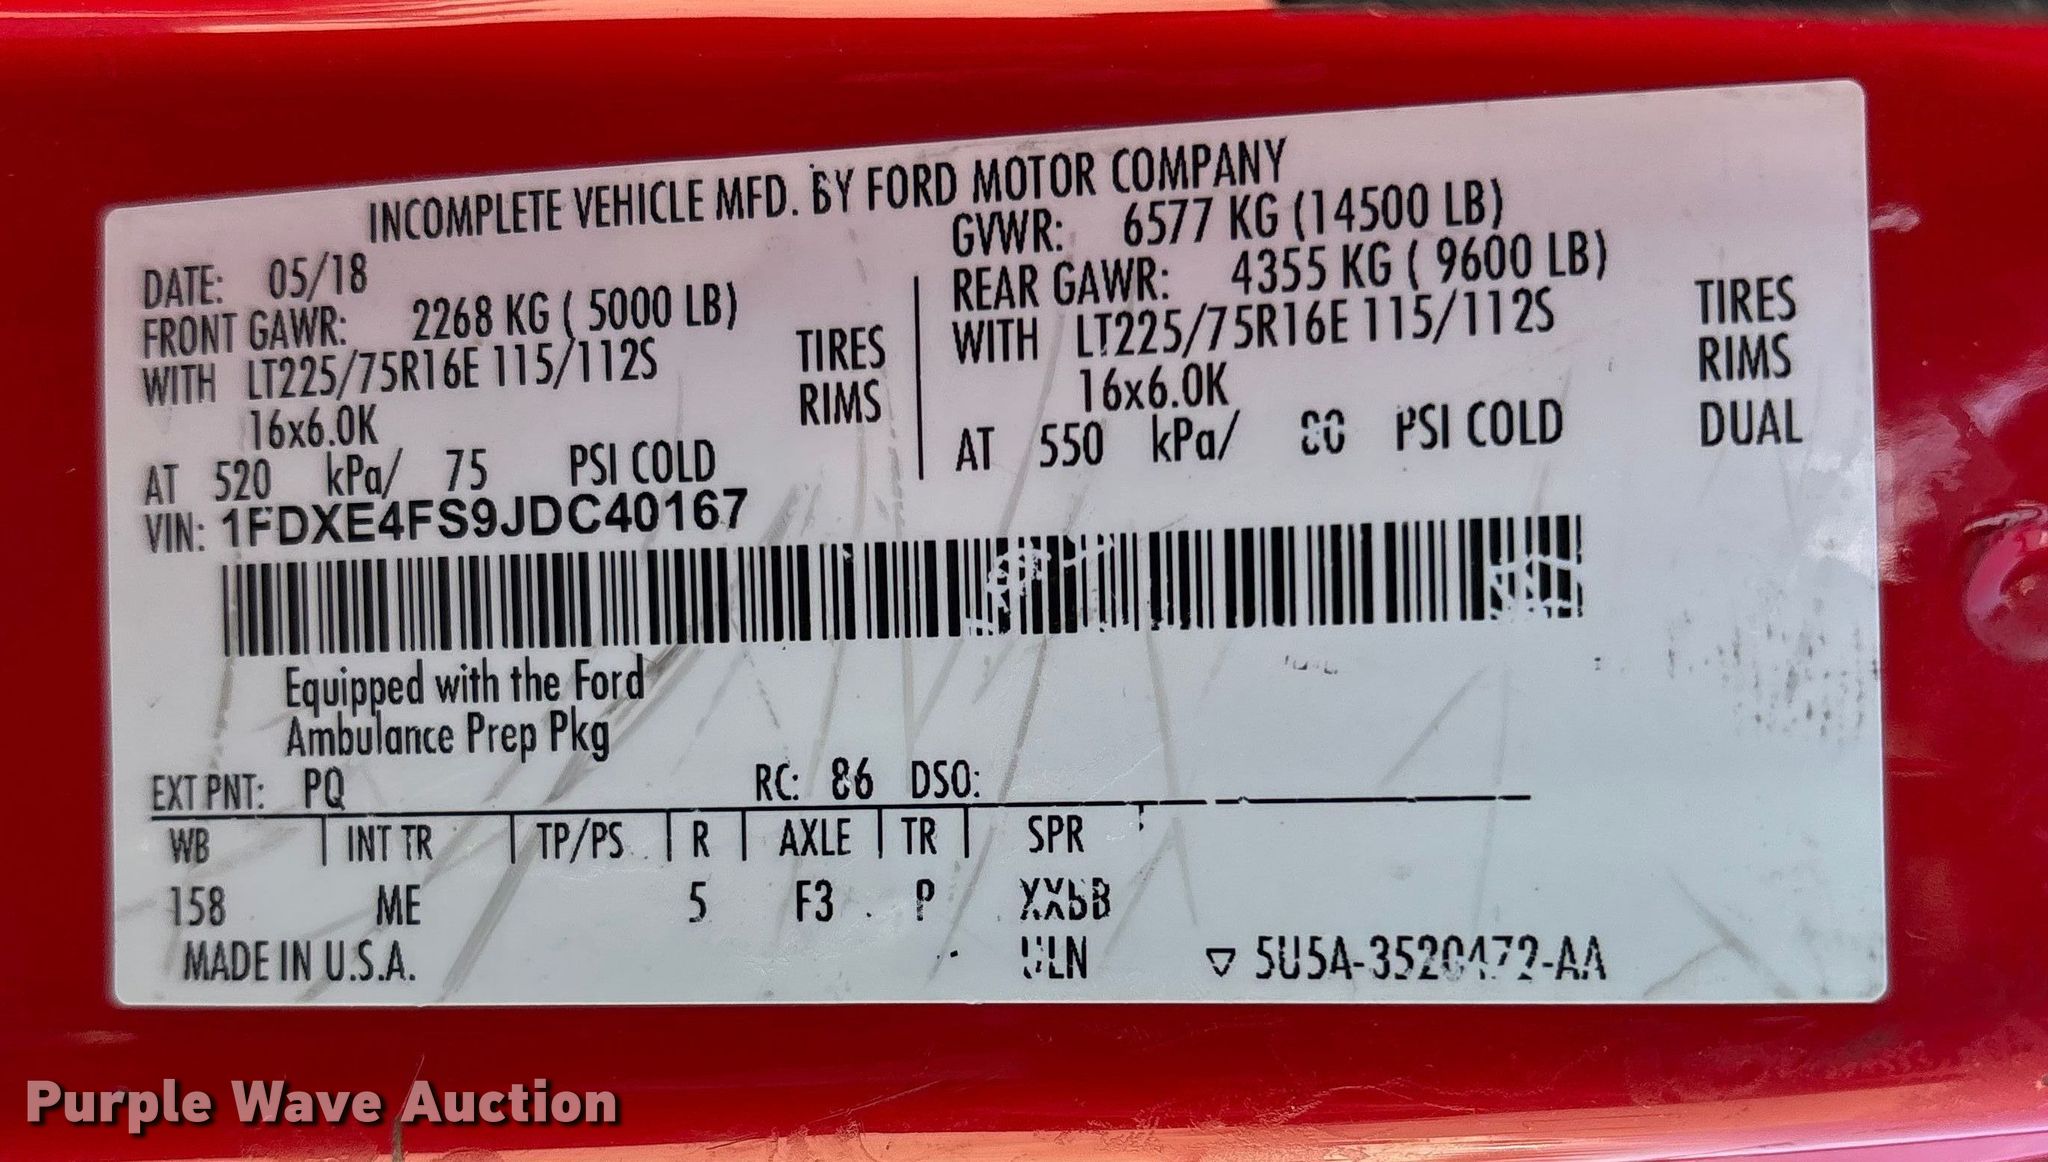 INCOMPLETE VEHICLE MFD. BY FORD MOTOR COMPANY
DATE: 05/18
GVWR: 6577 KG (14500 LB)
FRONT GAWR: 2268 KG ( 5000 LB)
REAR GAWR: 4355 KG ( 9600 LB)
WITH LT225/75R16E 115/112S TIRES
WITH LT225/75R16E 115/112S TIRES
16x6.0K RIMS
16x6.0K RIMS
AT 520 kPa/ 75 PSI COLD
AT 550 kPa/ 80 PSI COLD DUAL
VIN: 1FDXE4FS9JDC40167
Equipped with the Ford
Ambulance Prep Pkg
EXT PNT: PQ RC: 86 DSO:
WB INT TR TP/PS R AXLE TR SPR
158 ME 5 F3 P
MADE IN U.S.A. ▽ 5U5A-3520472-AA
Purple Wave Auction